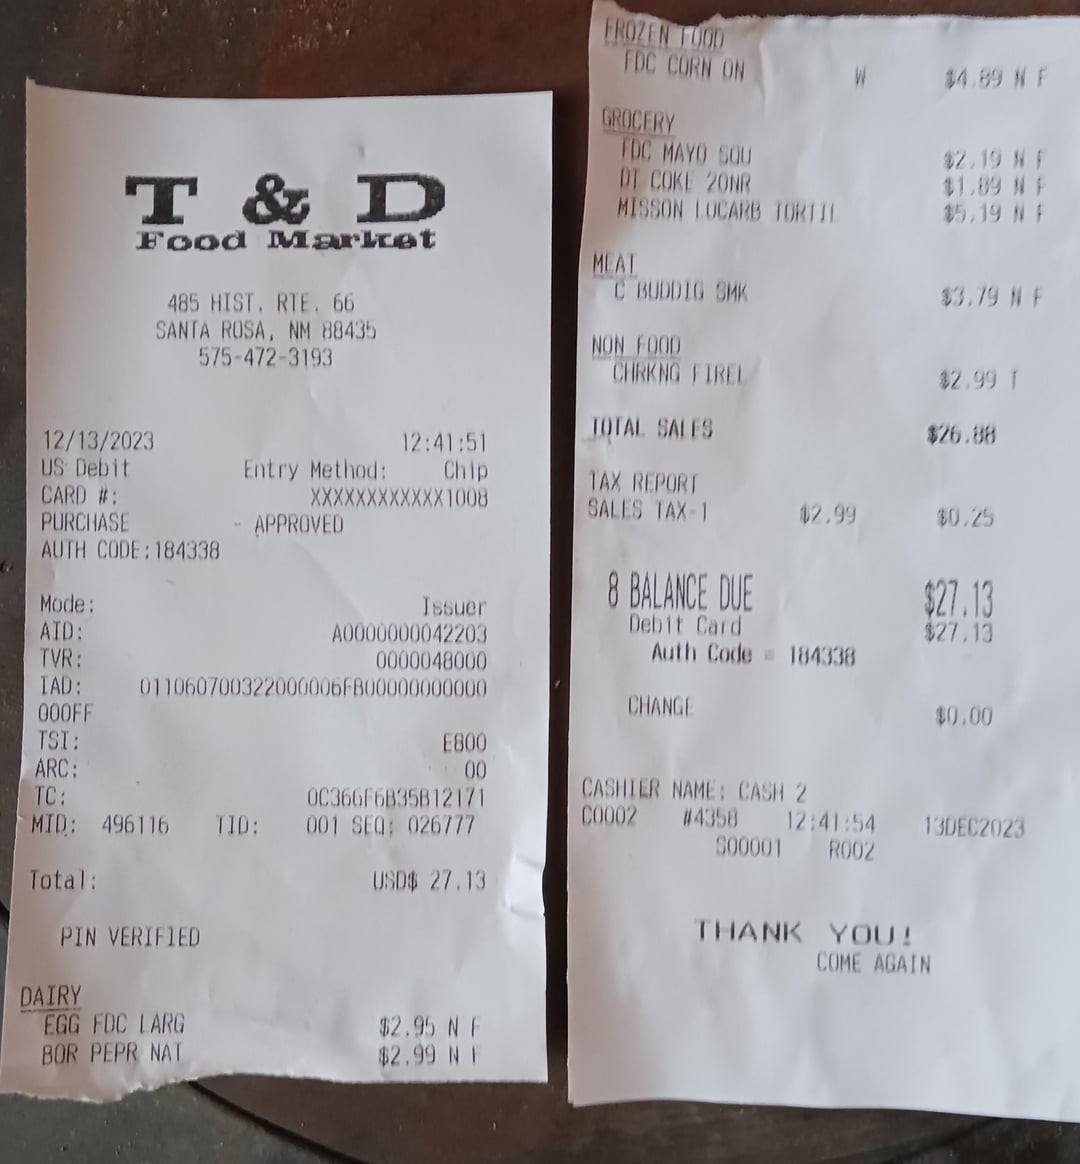 T & D
Food Market
485 HIST. RTE. 66
SANTA ROSA, NM 88435
575-472-3193
12/13/2023 12:41:51
US Debit Entry Method: Chip
CARD #: XXXXXXXXXXXX1008
PURCHASE - APPROVED
AUTH CODE:184338
Mode: Issuer
AID: A0000000042203
TVR: 0000048000
IAD: 011060700322000006FB00000000000
000FF
TSI: E800
ARC: 00
TC: 0C366F6B35B12171
MID: 496116 TID: 001 SEQ: 026777
Total: USD$ 27.13
PIN VERIFIED
DAIRY
EGG FDC LARG $2.95 N F
BOR PEPR NAT $2.99 N F
FROZEN FOOD
FDC CORN ON W $4.89 N F
GROCERY
FDC MAYO SQU $2.19 N F
DT COKE 20NR $1.89 N F
MISSON LOCARB TORTIL $5.19 N F
MEAT
C BUDDIG SMK $3.79 N F
NON FOOD
CHRKNG FIREL $2.99 T
TOTAL SALES $26.88
TAX REPORT
SALES TAX-1 $2.99 $0.25
8 BALANCE DUE $27.13
Debit Card $27.13
Auth Code = 184338
CHANGE $0.00
CASHIER NAME: CASH 2
C0002 #4358 12:41:54 13DEC2023
S00001 R002
THANK YOU!
COME AGAIN